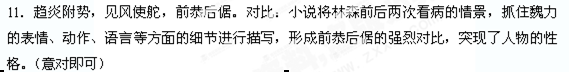 11. 趋炎附势，见风使舵，前恭后倨。对比：小说将林森前后两次看病的情景，抓住魏力
的表情、动作、语言等方面的细节进行描写，形成前恭后倨的强烈对比，突现了人物的性
格。（意对即可）